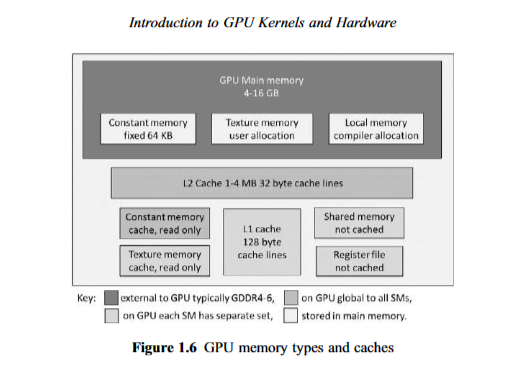 Introduction to GPU Kernels and Hardware
GPU Main memory
4-16 GB
Constant memory
fixed 64 KB
Texture memory
user allocation
Local memory
compiler allocation
L2 Cache 1-4 MB 32 byte cache lines
Constant memory
cache, read only
Texture memory
cache, read only
L1 cache
128 byte
cache lines
Shared memory
not cached
Register file
not cached
Key: external to GPU typically GDDR4-6, on GPU global to all SMs,
on GPU each SM has separate set, stored in main memory.
Figure 1.6 GPU memory types and caches